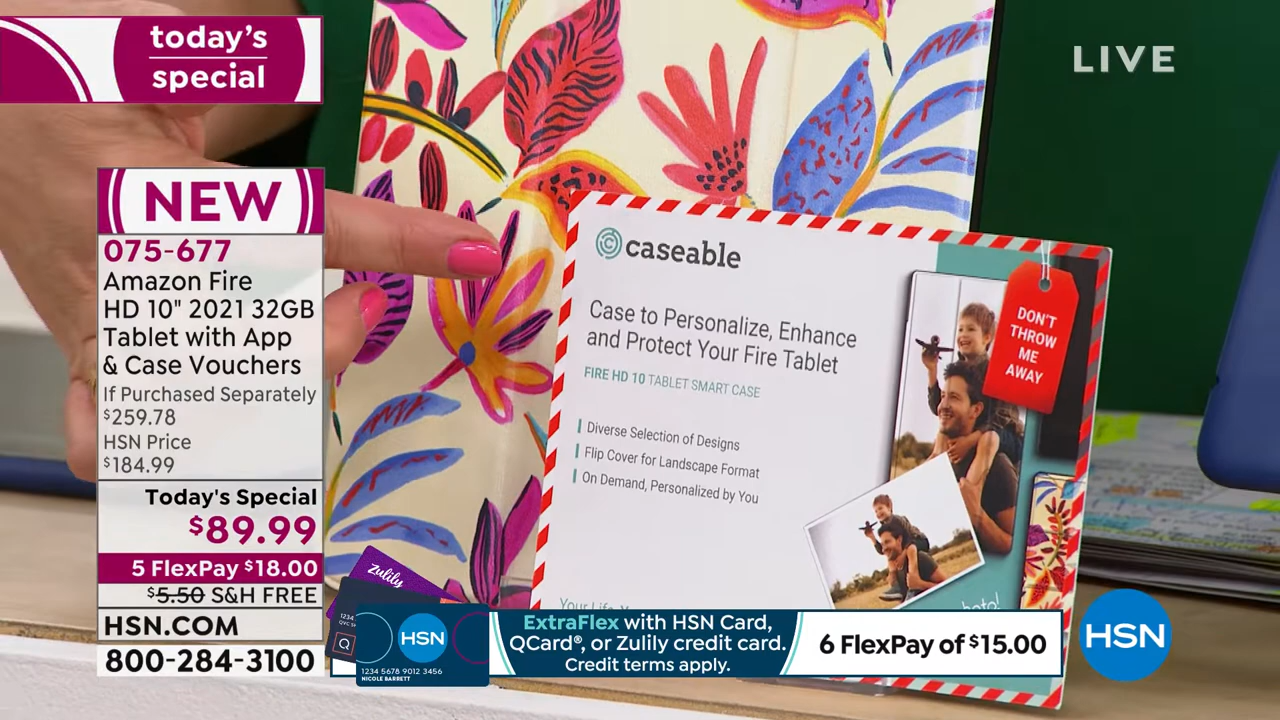 today's
special
LIVE
NEW
075-677
Amazon Fire
HD 10" 2021 32GB
Tablet with App
& Case Vouchers
If Purchased Separately
$259.78
HSN Price
$184.99
Today's Special
$89.99
5 FlexPay $18.00
$5.50 S&H FREE
HSN.COM
800-284-3100
caseable
Case to Personalize, Enhance
and Protect Your Fire Tablet
FIRE HD 10 TABLET SMART CASE
Diverse Selection of Designs
Flip Cover for Landscape Format
On Demand, Personalized by You
DON'T
THROW
ME
AWAY
Zulily
1234
Q
HSN
1234 5678 9012 3456
NICOLE BARRETT
ExtraFlex with HSN Card,
QCard®, or Zulily credit card.
Credit terms apply.
6 FlexPay of $15.00
HSN